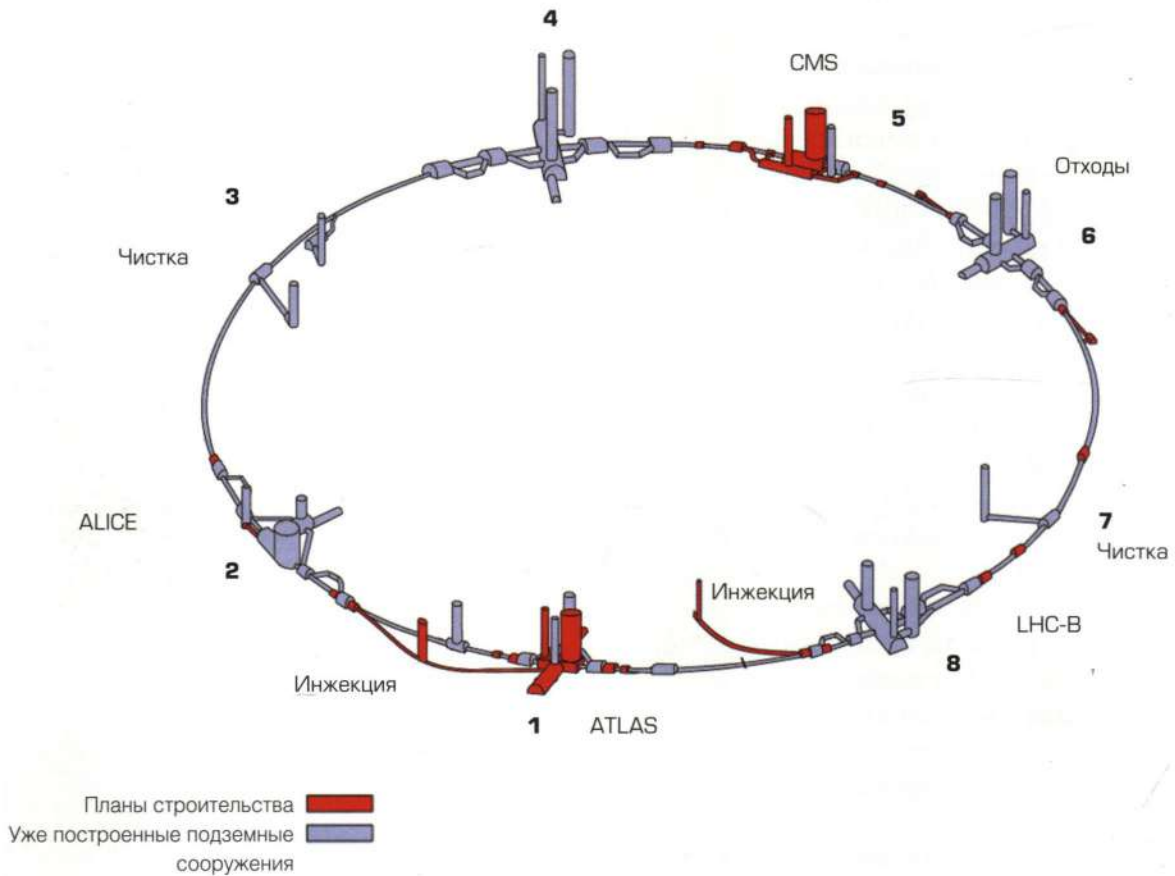 4
CMS
5
Отходы
3
6
Чистка
ALICE
7
Чистка
2
Инжекция
LHC-B
8
Инжекция
1
ATLAS
Планы строительства
Уже построенные подземные
сооружения